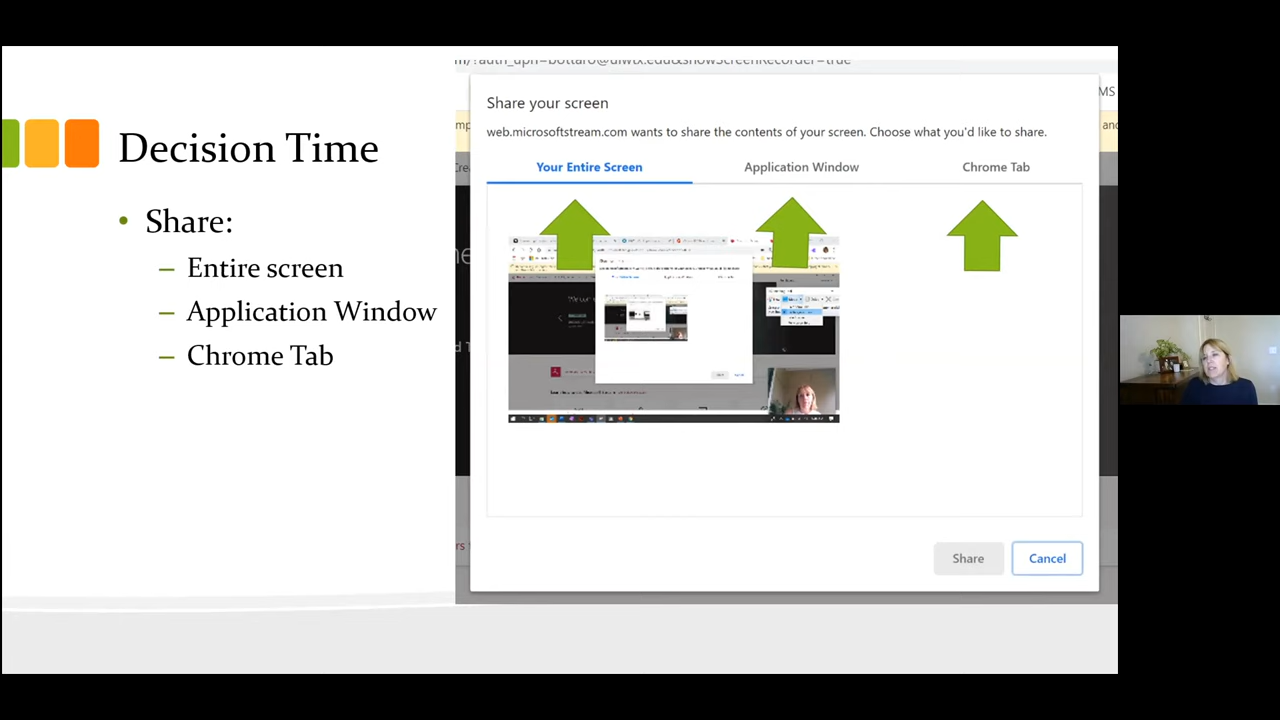 Decision Time
• Share:
– Entire screen
– Application Window
– Chrome Tab
Share your screen
web.microsoftstream.com wants to share the contents of your screen. Choose what you'd like to share.
Your Entire Screen Application Window Chrome Tab
Share Cancel
MS
and